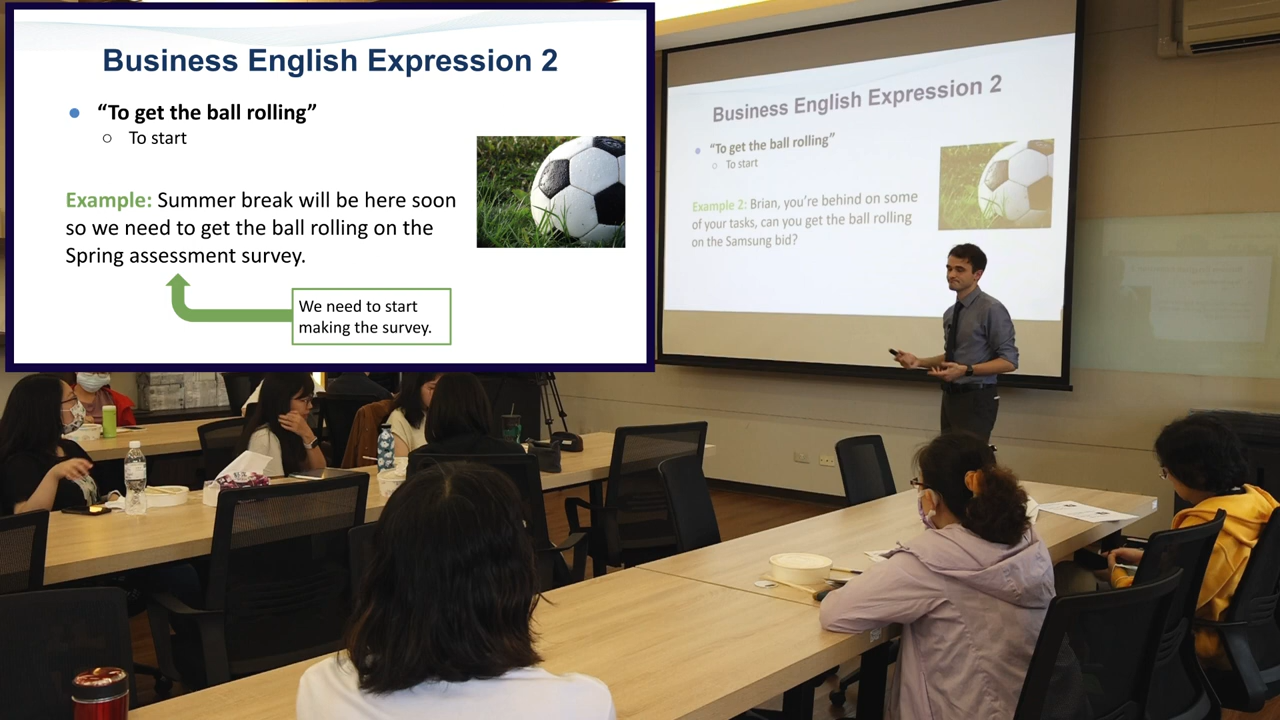 Business English Expression 2
● “To get the ball rolling”
○ To start
Example: Summer break will be here soon
so we need to get the ball rolling on the
Spring assessment survey.
We need to start
making the survey.
Business English Expression 2
● “To get the ball rolling”
○ To start
Example 2: Brian, you’re behind on some
of your tasks, can you get the ball rolling
on the Samsung bid?